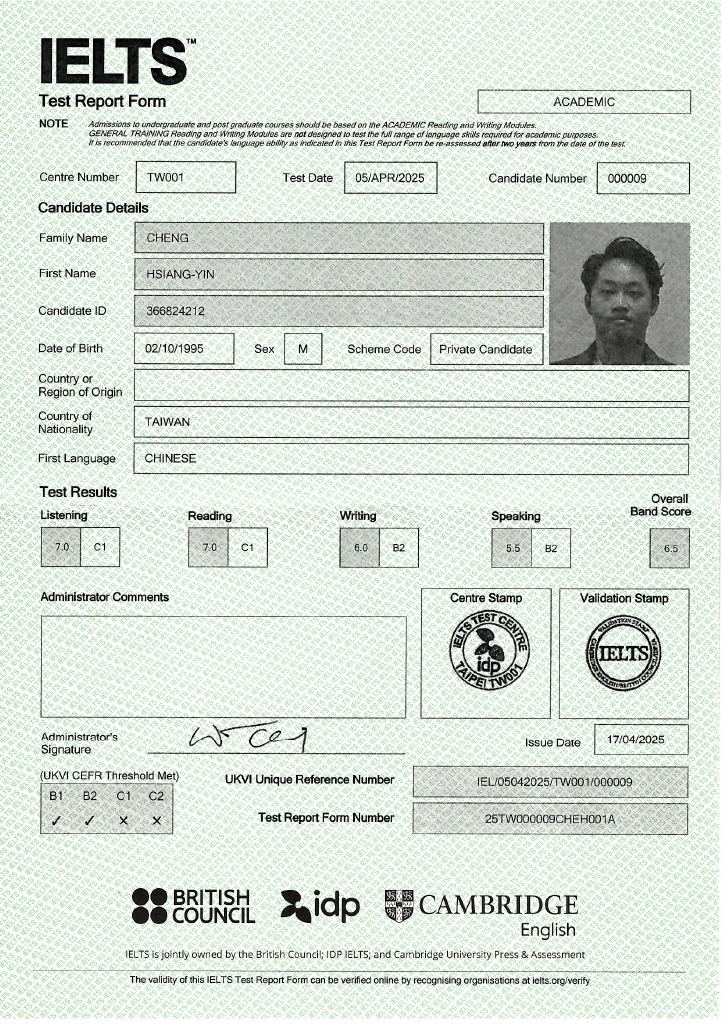 IELTS™
Test Report Form
ACADEMIC
NOTE
Admissions to undergraduate and post graduate courses should be based on the ACADEMIC Reading and Writing Modules.
GENERAL TRAINING Reading and Writing Modules are not designed to test the full range of language skills required for academic purposes.
It is recommended that the candidate's language ability as indicated in this Test Report Form be re-assessed after two years from the date of the test.
Centre Number TW001 Test Date 05/APR/2025 Candidate Number 000009
Candidate Details
Family Name CHENG
First Name HSIANG-YIN
Candidate ID 366824212
Date of Birth 02/10/1995 Sex M Scheme Code Private Candidate
Country or
Region of Origin
Country of
Nationality TAIWAN
First Language CHINESE
Test Results
Listening Reading Writing Speaking Overall
Band Score
7.0 C1 7.0 C1 6.0 B2 5.5 B2 6.5
Administrator Comments
Centre Stamp
IELTS TEST CENTRE
idp
TAIPEI TW001
Validation Stamp
VALIDATION STAMP
IELTS
Administrator's
Signature
Issue Date 17/04/2025
(UKVI CEFR Threshold Met)
B1 B2 C1 C2
✓ ✓ ✕ ✕
UKVI Unique Reference Number IEL/05042025/TW001/000009
Test Report Form Number 25TW000009CHEH001A
BRITISH
COUNCIL
idp
CAMBRIDGE
English
IELTS is jointly owned by the British Council; IDP IELTS; and Cambridge University Press & Assessment
The validity of this IELTS Test Report Form can be verified online by recognising organisations at ielts.org/verify